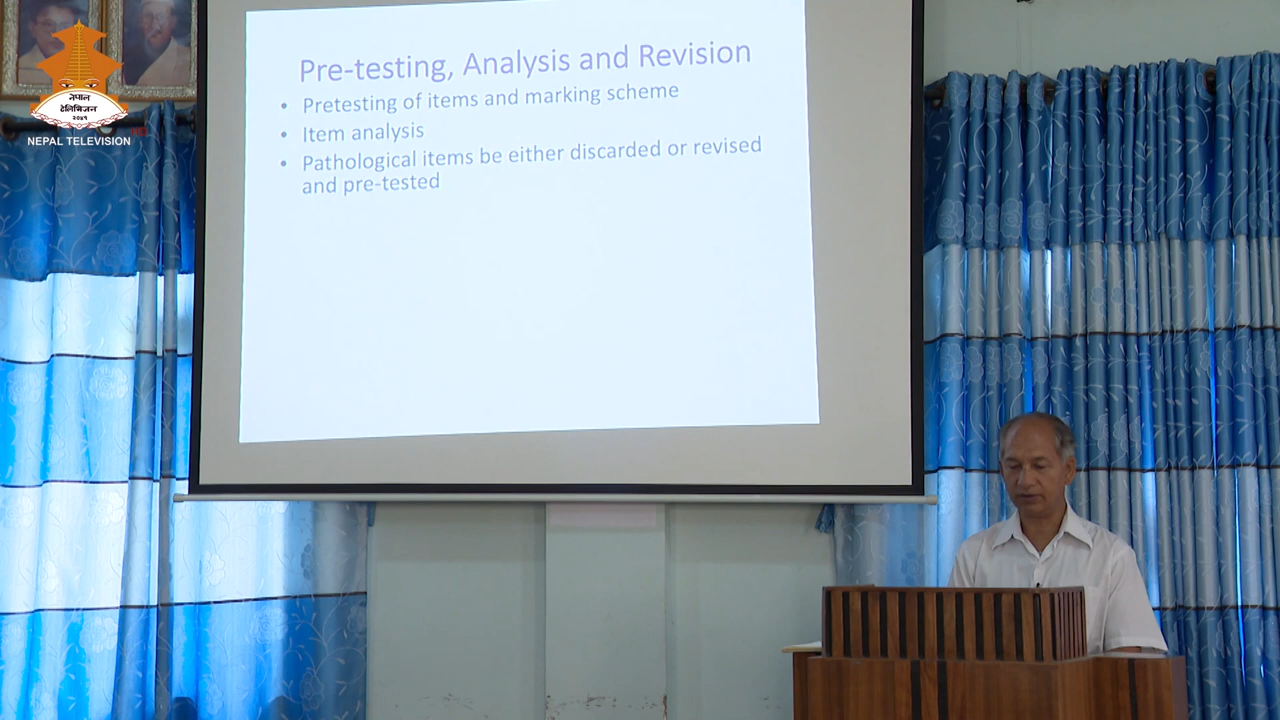 नेपाल
टेलिभिजन
२०४१
NEPAL TELEVISION
Pre-testing, Analysis and Revision
• Pretesting of items and marking scheme
• Item analysis
• Pathological items be either discarded or revised
and pre-tested